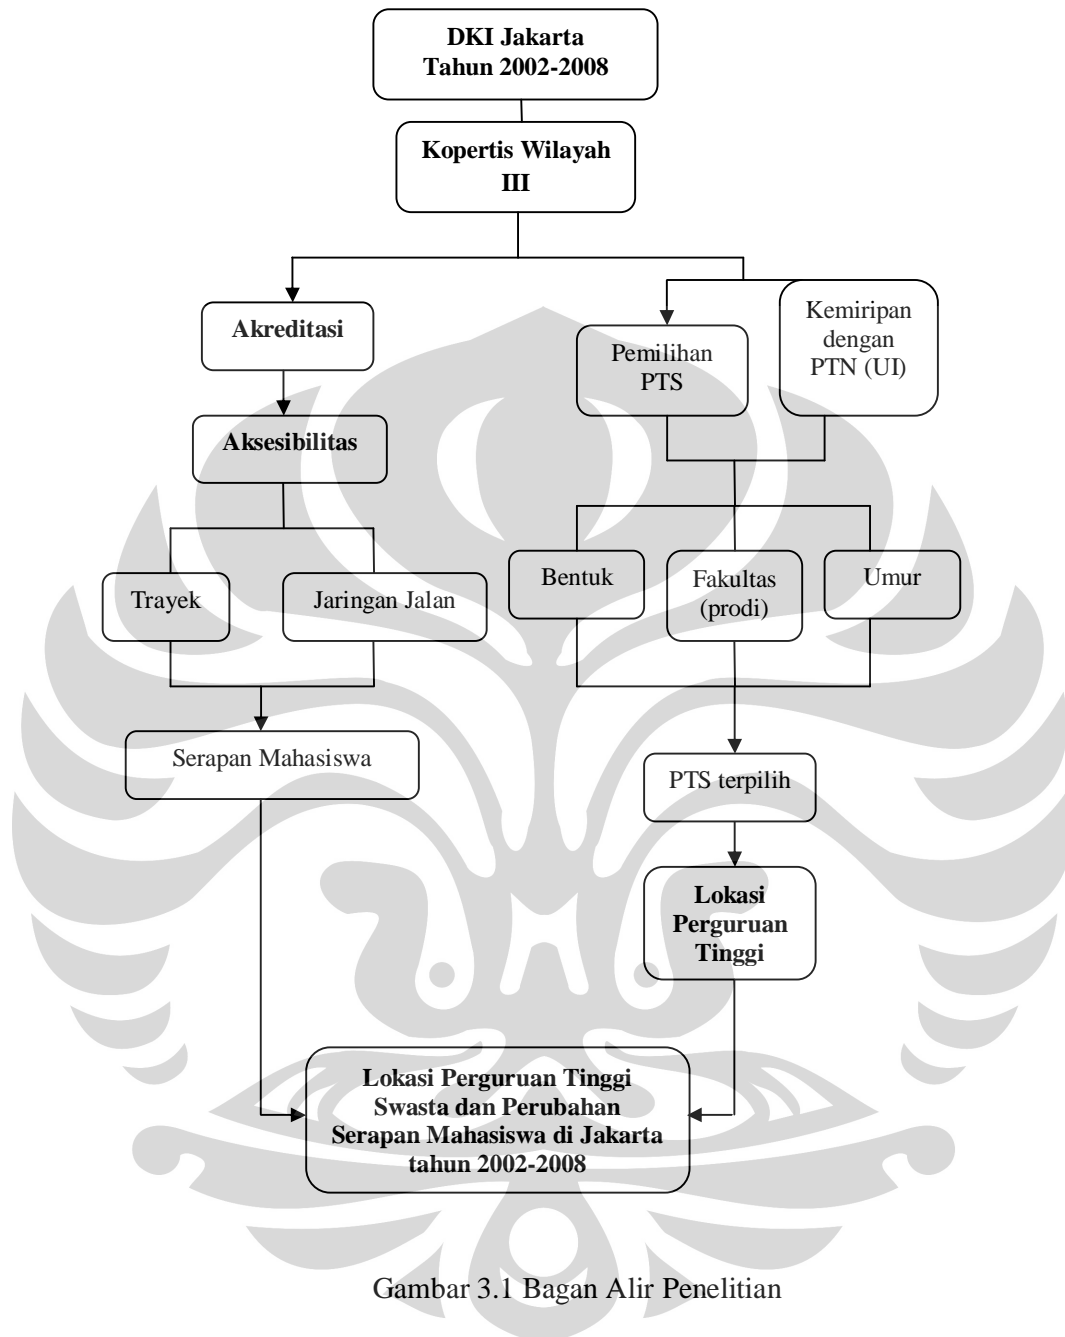 DKI Jakarta
Tahun 2002-2008
Kopertis Wilayah
III
Akreditasi
Aksesibilitas
Trayek
Jaringan Jalan
Serapan Mahasiswa
Pemilihan
PTS
Kemiripan
dengan
PTN (UI)
Bentuk
Fakultas
(prodi)
Umur
PTS terpilih
Lokasi
Perguruan
Tinggi
Lokasi Perguruan Tinggi
Swasta dan Perubahan
Serapan Mahasiswa di Jakarta
tahun 2002-2008
Gambar 3.1 Bagan Alir Penelitian